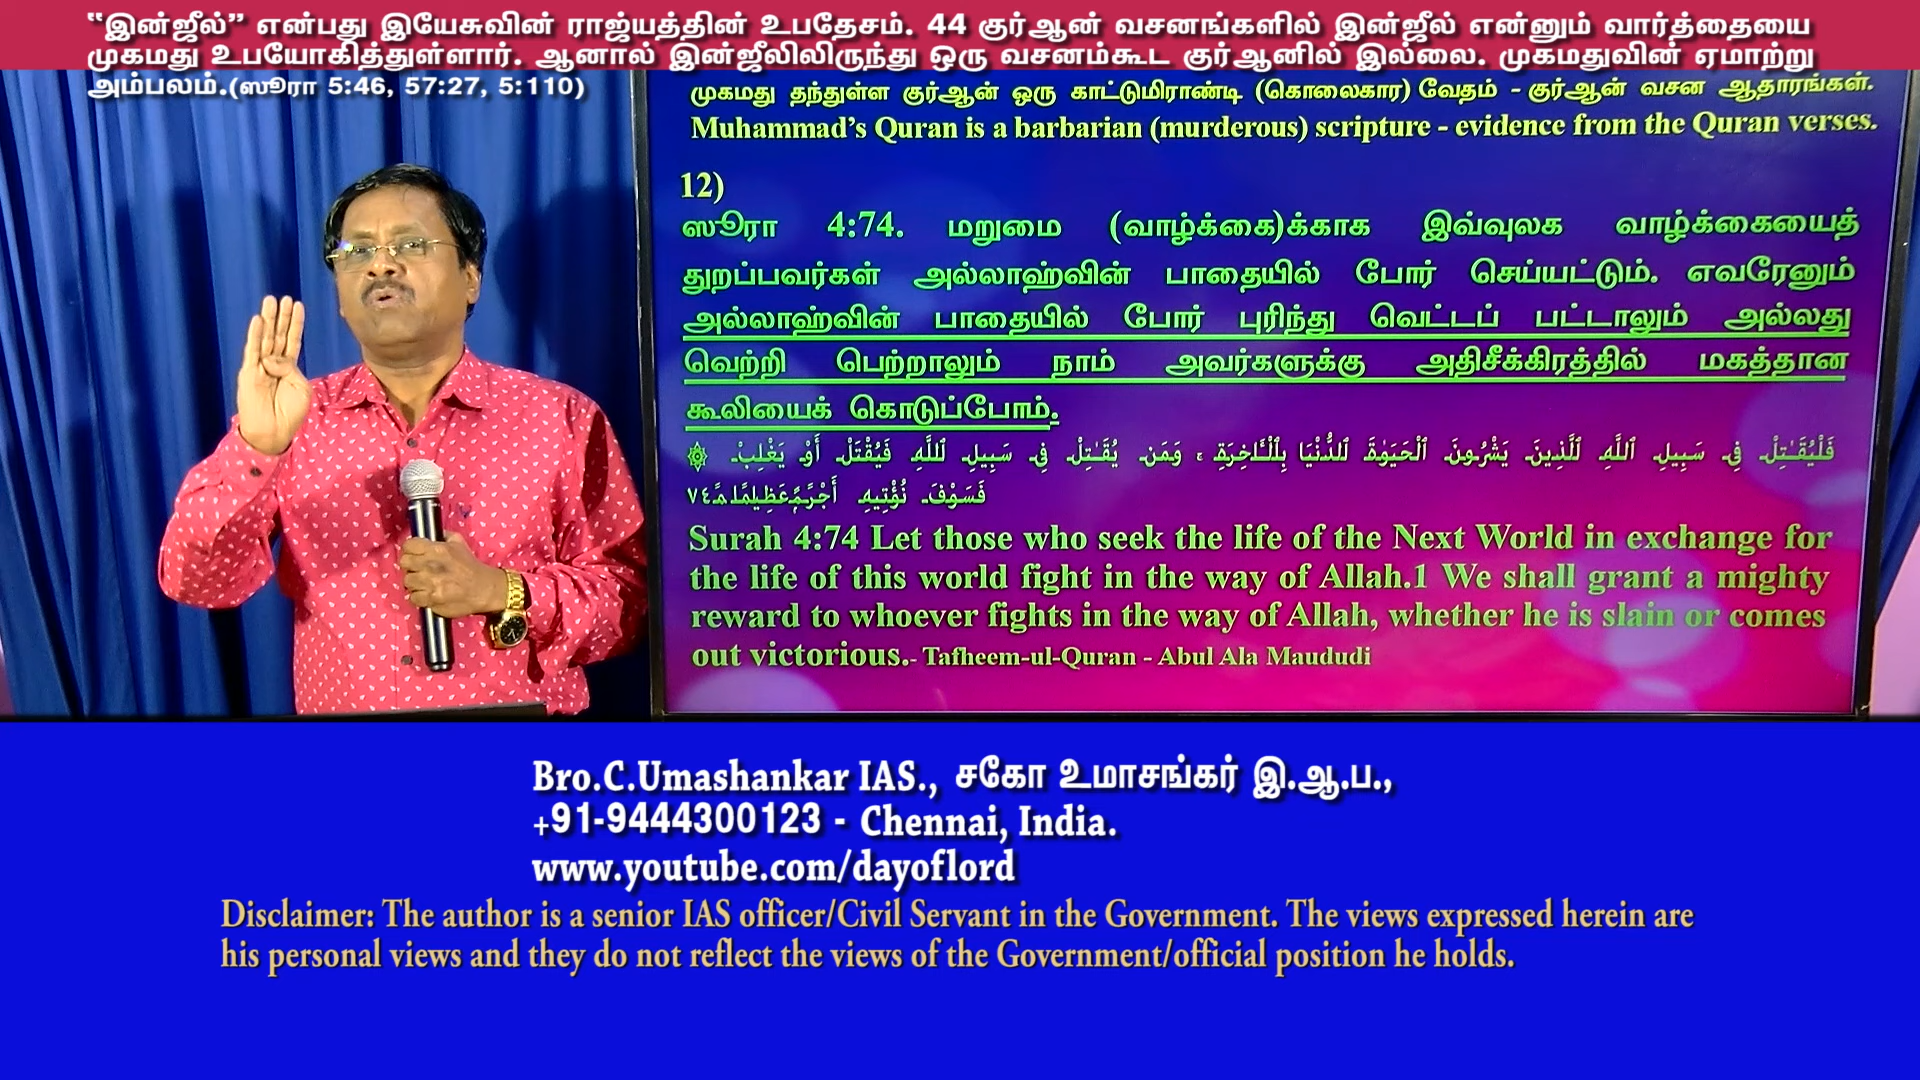 “இன்ஜீல்” என்பது இயேசுவின் ராஜ்யத்தின் உபதேசம். 44 குர்ஆன் வசனங்களில் இன்ஜீல் என்னும் வார்த்தையை
முகமது உபயோகித்துள்ளார். ஆனால் இன்ஜீலிலிருந்து ஒரு வசனம்கூட குர்ஆனில் இல்லை. முகமதுவின் ஏமாற்று
அம்பலம்.(ஸூரா 5:46, 57:27, 5:110)
முகமது தந்துள்ள குர்ஆன் ஒரு காட்டுமிராண்டி (கொலைகார) வேதம் - குர்ஆன் வசன ஆதாரங்கள்.
Muhammad’s Quran is a barbarian (murderous) scripture - evidence from the Quran verses.
12)
ஸூரா 4:74. மறுமை (வாழ்க்கை)க்காக இவ்வுலக வாழ்க்கையைத்
துறப்பவர்கள் அல்லாஹ்வின் பாதையில் போர் செய்யட்டும். எவரேனும்
அல்லாஹ்வின் பாதையில் போர் புரிந்து வெட்டப் பட்டாலும் அல்லது
வெற்றி பெற்றாலும் நாம் அவர்களுக்கு அதிசீக்கிரத்தில் மகத்தான
கூலியைக் கொடுப்போம்.
۞ فَلْيُقَـٰتِلْ فِى سَبِيلِ ٱللَّهِ ٱلَّذِينَ يَشْرُونَ ٱلْحَيَوٰةَ ٱلدُّنْيَا بِٱلْـَٔاخِرَةِ ۚ وَمَن يُقَـٰتِلْ فِى سَبِيلِ ٱللَّهِ فَيُقْتَلْ أَوْ يَغْلِبْ
فَسَوْفَ نُؤْتِيهِ أَجْرًا عَظِيمًا ٧٤
Surah 4:74 Let those who seek the life of the Next World in exchange for
the life of this world fight in the way of Allah.1 We shall grant a mighty
reward to whoever fights in the way of Allah, whether he is slain or comes
out victorious.- Tafheem-ul-Quran - Abul Ala Maududi
Bro.C.Umashankar IAS., சகோ உமாசங்கர் இ.ஆ.ப.,
+91-9444300123 - Chennai, India.
www.youtube.com/dayoflord
Disclaimer: The author is a senior IAS officer/Civil Servant in the Government. The views expressed herein are
his personal views and they do not reflect the views of the Government/official position he holds.